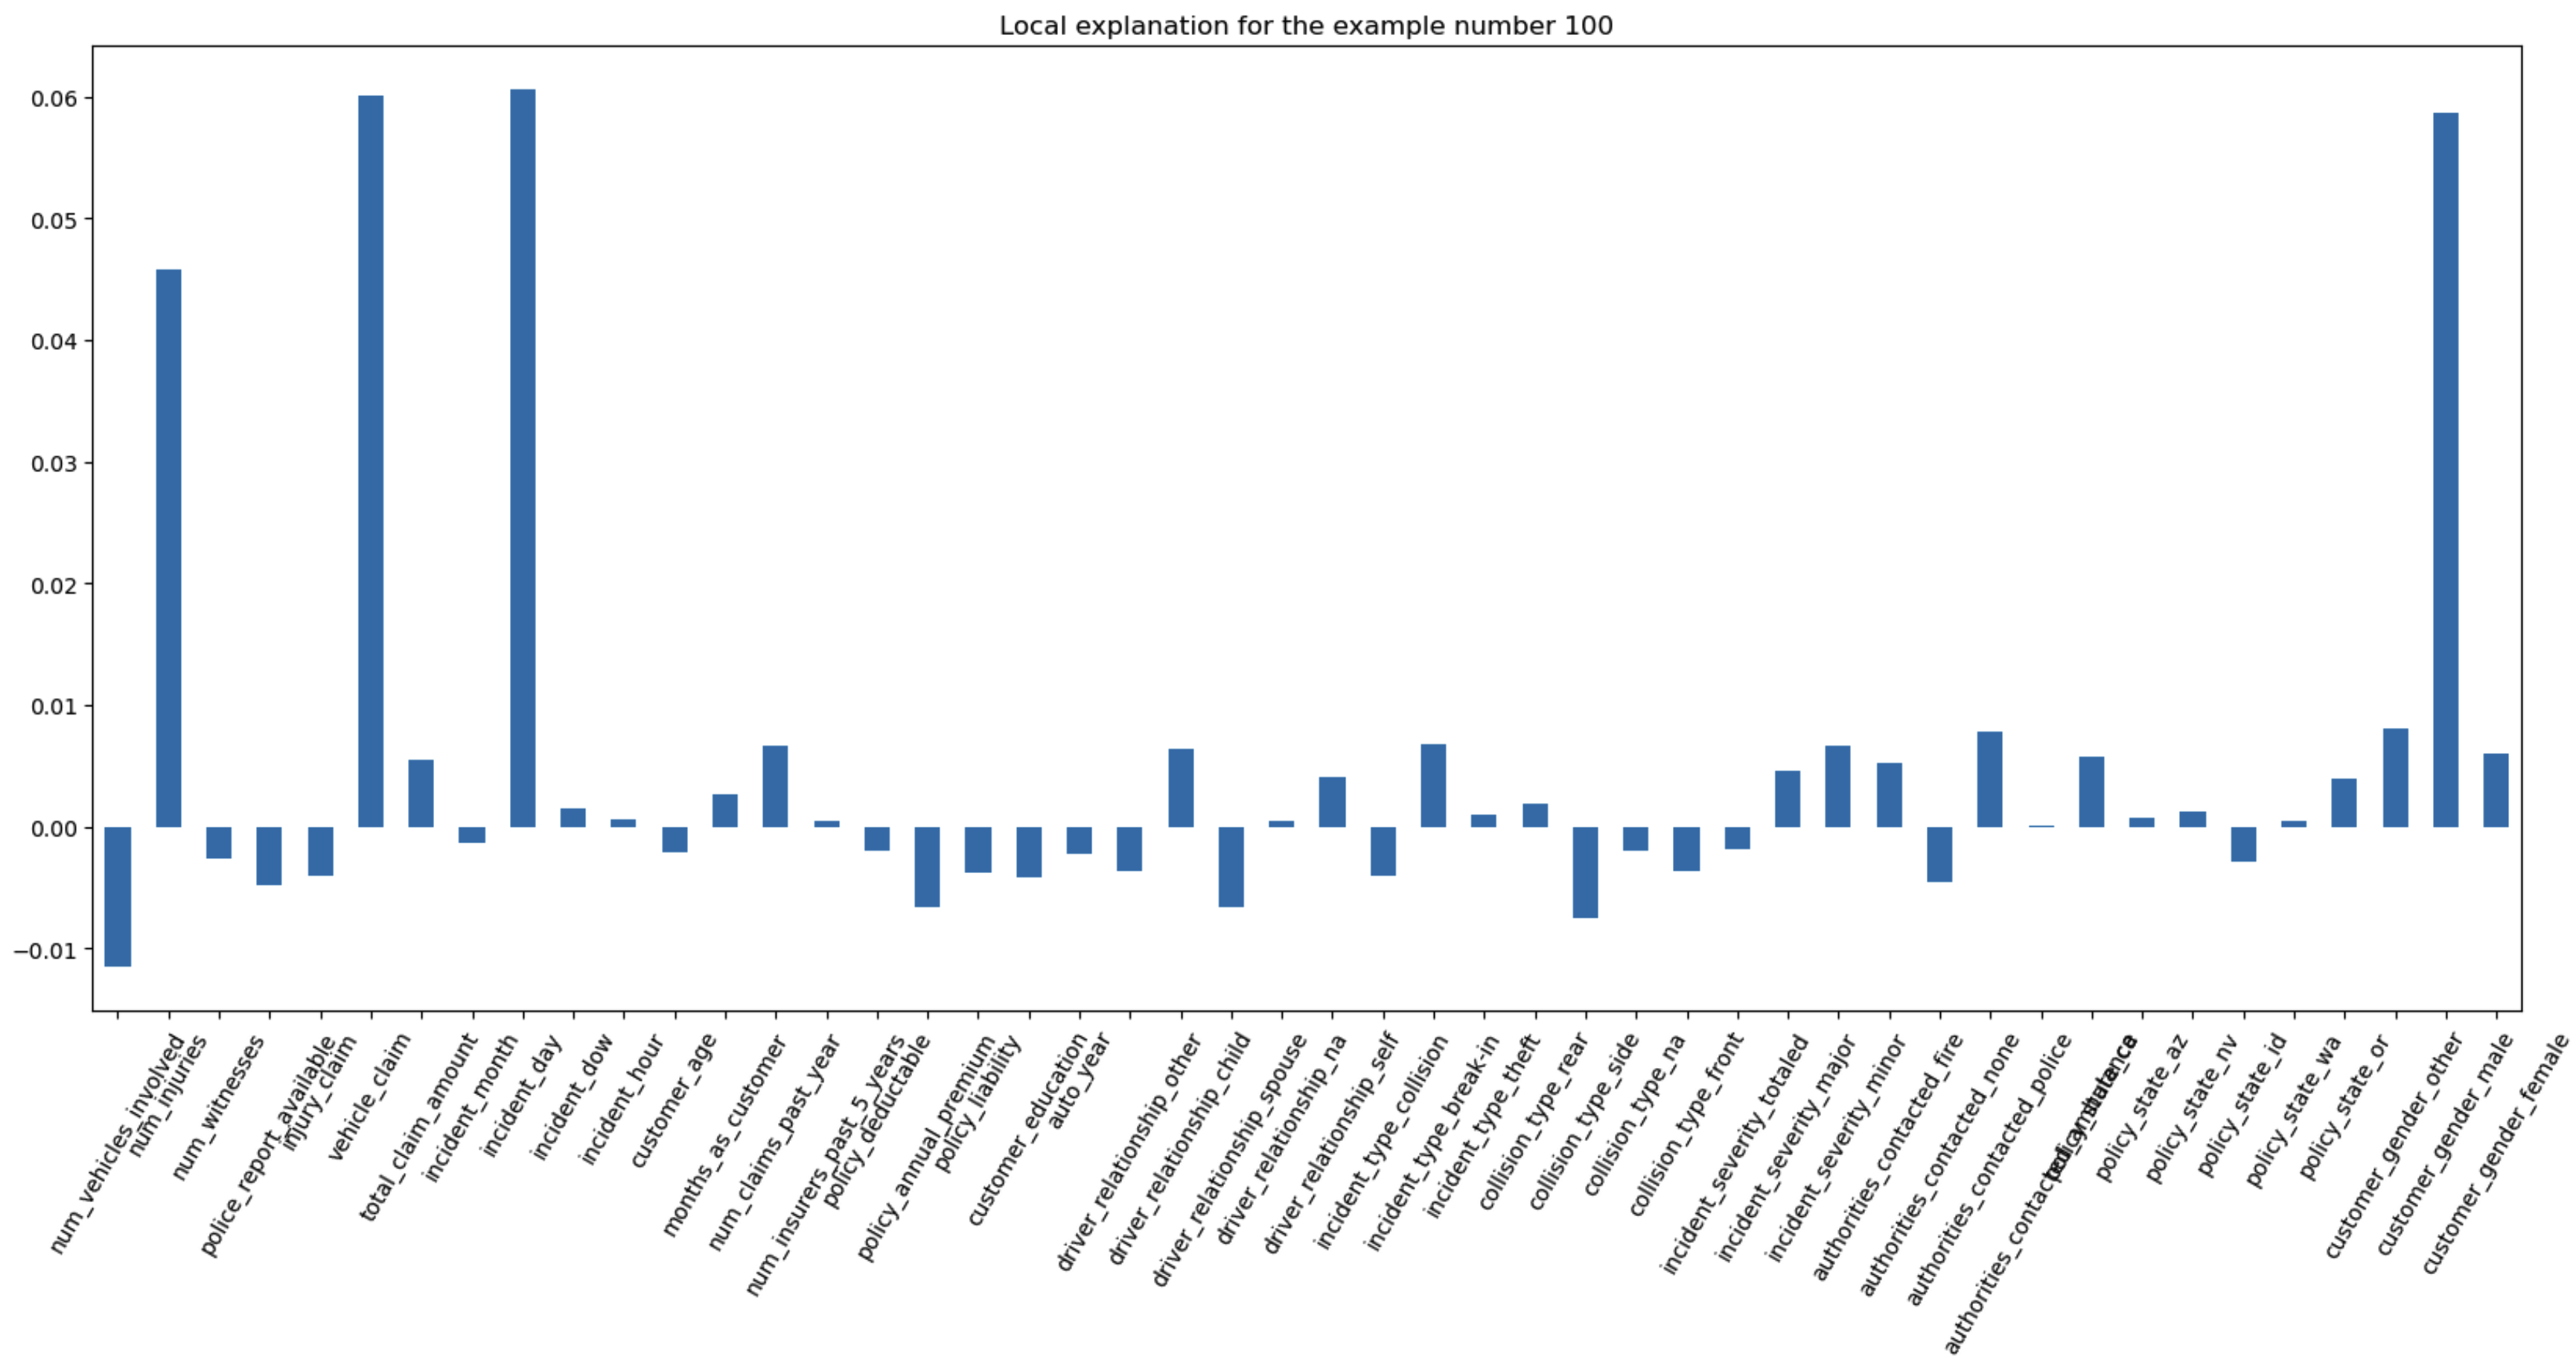 Local explanation for the example number 100
0.06
0.05
0.04
0.03
0.02
0.01
0.00
−0.01
num_vehicles_involved
num_injuries
num_witnesses
police_report_available
injury_claim
vehicle_claim
total_claim_amount
incident_month
incident_day
incident_dow
incident_hour
customer_age
months_as_customer
num_claims_past_year
num_insurers_past_5_years
policy_deductable
policy_annual_premium
policy_liability
customer_education
auto_year
driver_relationship_other
driver_relationship_child
driver_relationship_spouse
driver_relationship_na
driver_relationship_self
incident_type_collision
incident_type_break-in
incident_type_theft
collision_type_rear
collision_type_side
collision_type_na
collision_type_front
incident_severity_totaled
incident_severity_major
incident_severity_minor
authorities_contacted_fire
authorities_contacted_none
authorities_contacted_police
authorities_contacted_ambulance
policy_state_az
policy_state_nv
policy_state_id
policy_state_wa
policy_state_or
customer_gender_other
customer_gender_male
customer_gender_female